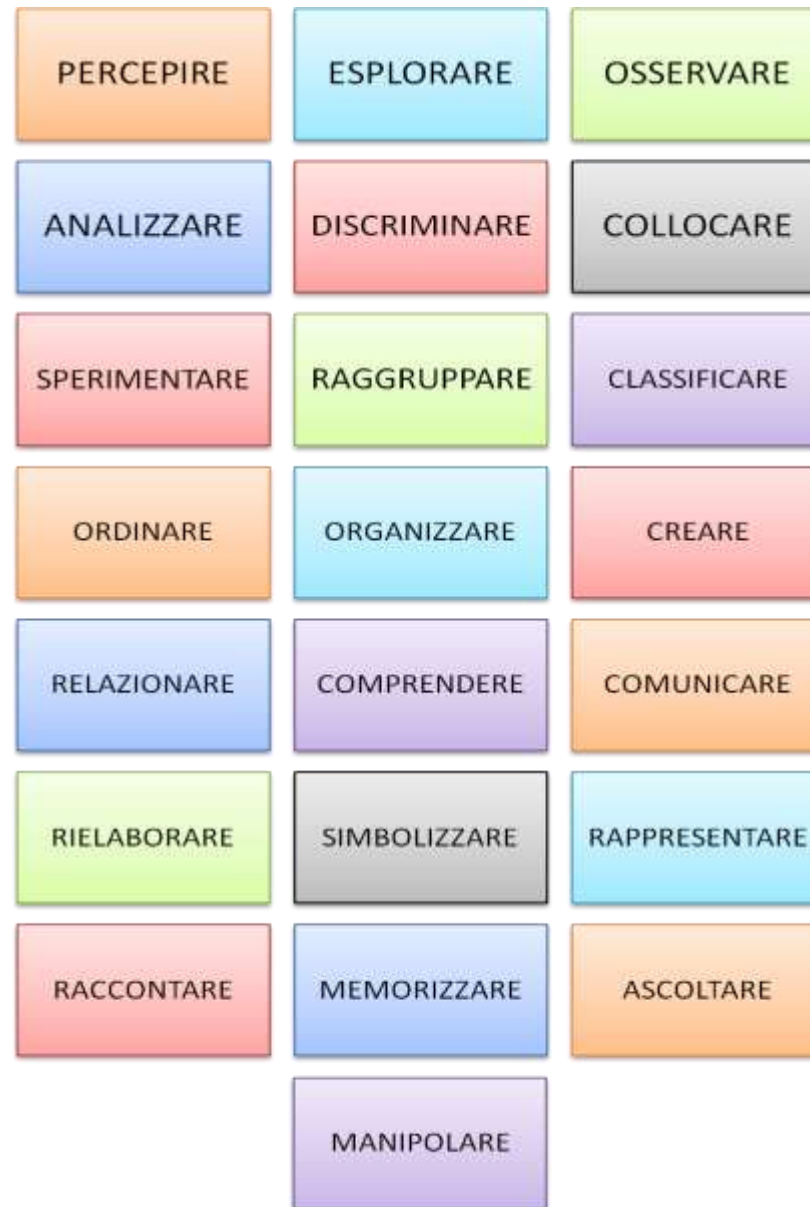 PERCEPIRE
ESPLORARE
OSSERVARE
ANALIZZARE
DISCRIMINARE
COLLOCARE
SPERIMENTARE
RAGGRUPPARE
CLASSIFICARE
ORDINARE
ORGANIZZARE
CREARE
RELAZIONARE
COMPRENDERE
COMUNICARE
RIELABORARE
SIMBOLIZZARE
RAPPRESENTARE
RACCONTARE
MEMORIZZARE
ASCOLTARE
MANIPOLARE